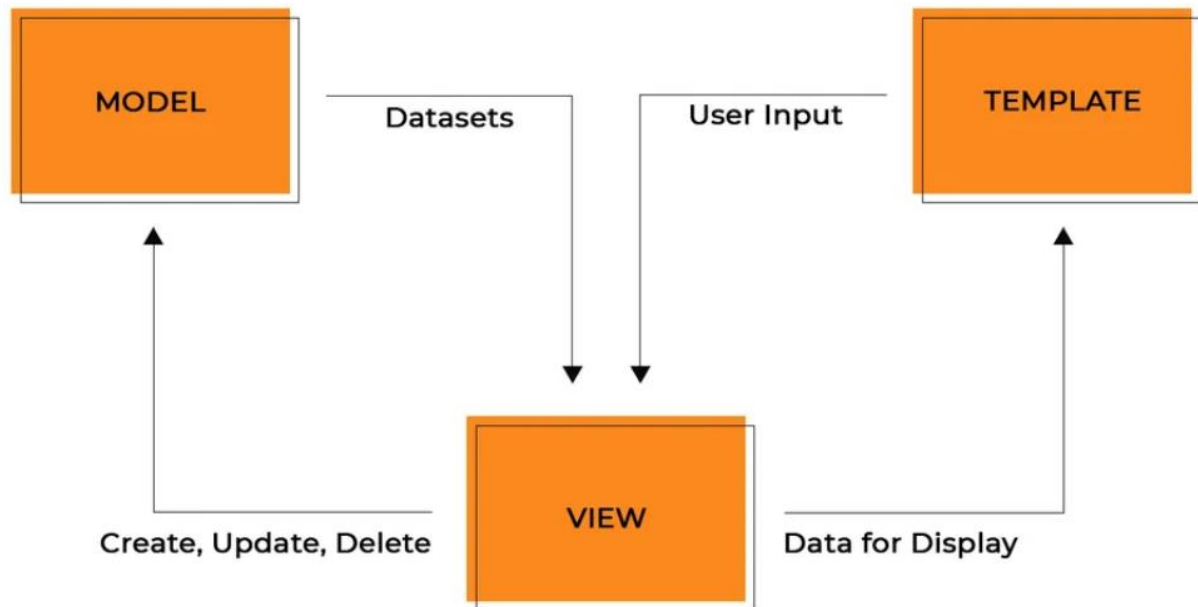 MODEL
TEMPLATE
Datasets
User Input
VIEW
Create, Update, Delete
Data for Display